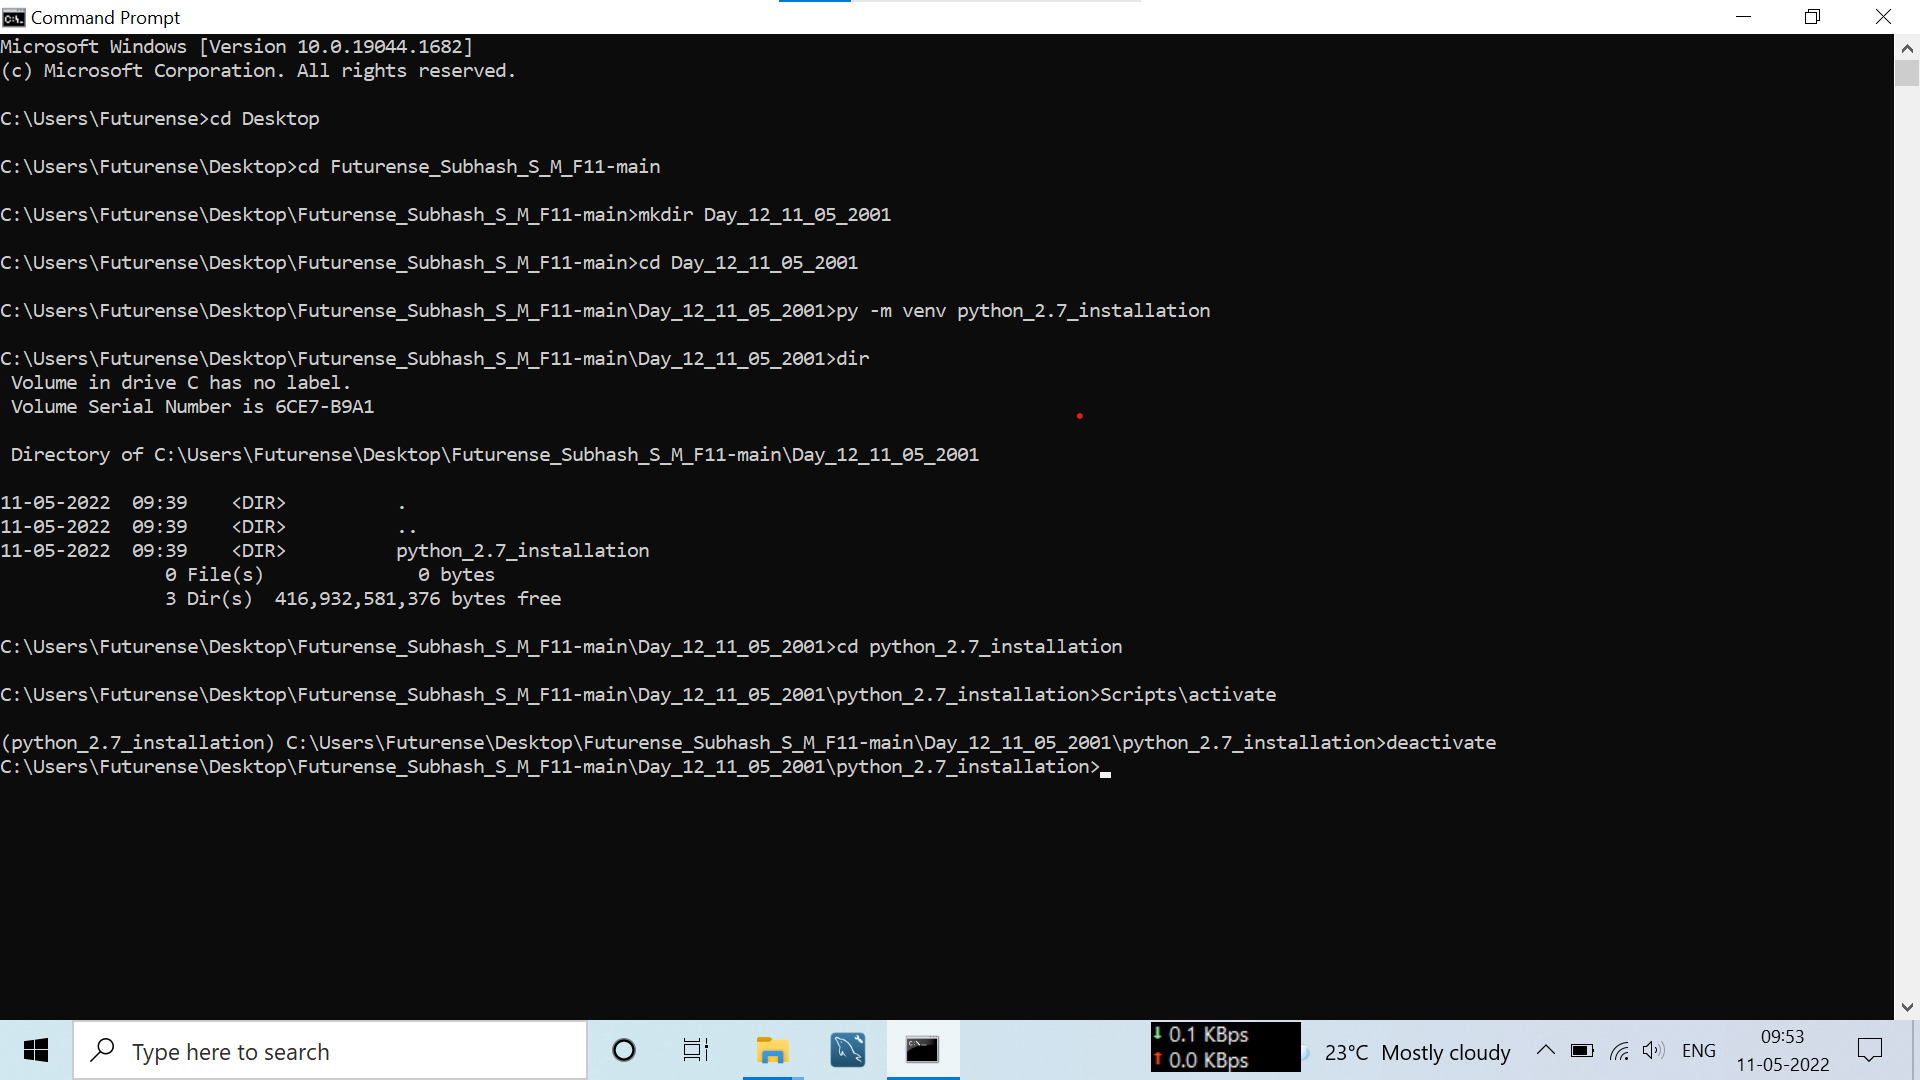 Command Prompt
Microsoft Windows [Version 10.0.19044.1682]
(c) Microsoft Corporation. All rights reserved.
C:\Users\Futurense>cd Desktop
C:\Users\Futurense\Desktop>cd Futurense_Subhash_S_M_F11-main
C:\Users\Futurense\Desktop\Futurense_Subhash_S_M_F11-main>mkdir Day_12_11_05_2001
C:\Users\Futurense\Desktop\Futurense_Subhash_S_M_F11-main>cd Day_12_11_05_2001
C:\Users\Futurense\Desktop\Futurense_Subhash_S_M_F11-main\Day_12_11_05_2001>py -m venv python_2.7_installation
C:\Users\Futurense\Desktop\Futurense_Subhash_S_M_F11-main\Day_12_11_05_2001>dir
Volume in drive C has no label.
Volume Serial Number is 6CE7-B9A1
Directory of C:\Users\Futurense\Desktop\Futurense_Subhash_S_M_F11-main\Day_12_11_05_2001
11-05-2022  09:39    <DIR>          .
11-05-2022  09:39    <DIR>          ..
11-05-2022  09:39    <DIR>          python_2.7_installation
0 File(s)              0 bytes
3 Dir(s)  416,932,581,376 bytes free
C:\Users\Futurense\Desktop\Futurense_Subhash_S_M_F11-main\Day_12_11_05_2001>cd python_2.7_installation
C:\Users\Futurense\Desktop\Futurense_Subhash_S_M_F11-main\Day_12_11_05_2001\python_2.7_installation>Scripts\activate
(python_2.7_installation) C:\Users\Futurense\Desktop\Futurense_Subhash_S_M_F11-main\Day_12_11_05_2001\python_2.7_installation>deactivate
C:\Users\Futurense\Desktop\Futurense_Subhash_S_M_F11-main\Day_12_11_05_2001\python_2.7_installation>
Type here to search
0.1 KBps
0.0 KBps
23°C Mostly cloudy
ENG
09:53
11-05-2022